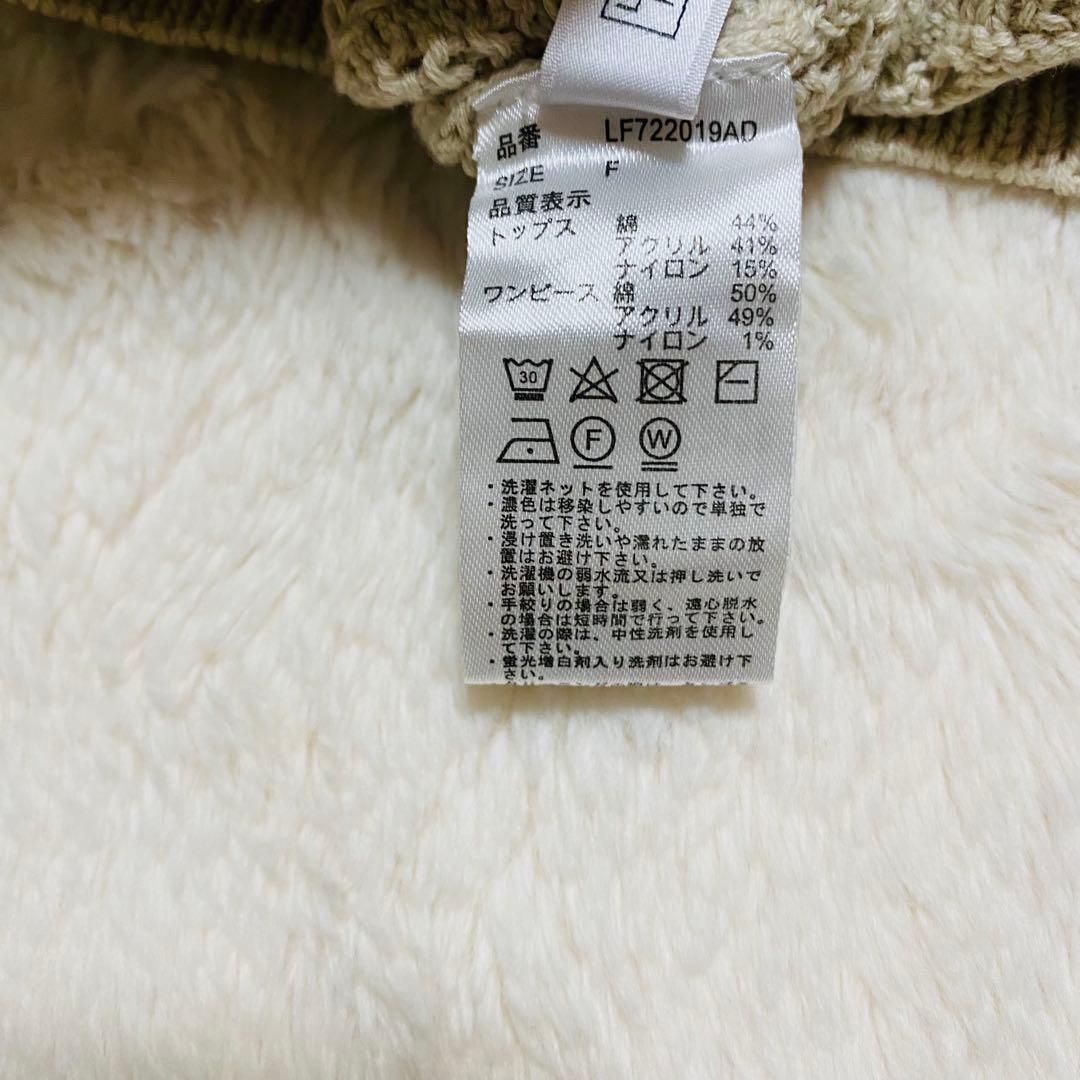 品番 LF722019AD
SIZE F
品質表示
トップス 綿 44%
アクリル 41%
ナイロン 15%
ワンピース 綿 50%
アクリル 49%
ナイロン 1%
30
F W
・洗濯ネットを使用して下さい。
・濃色は移染しやすいので単独で
洗って下さい。
・浸け置き洗いや濡れたままの放
置はお避け下さい。
・洗濯機の弱水流又は押し洗いで
お願いします。
・手絞りの場合は弱く、遠心脱水
の場合は短時間で行って下さい。
・洗濯の際は、中性洗剤を使用し
て下さい。
・蛍光増白剤入り洗剤はお避け下
さい。